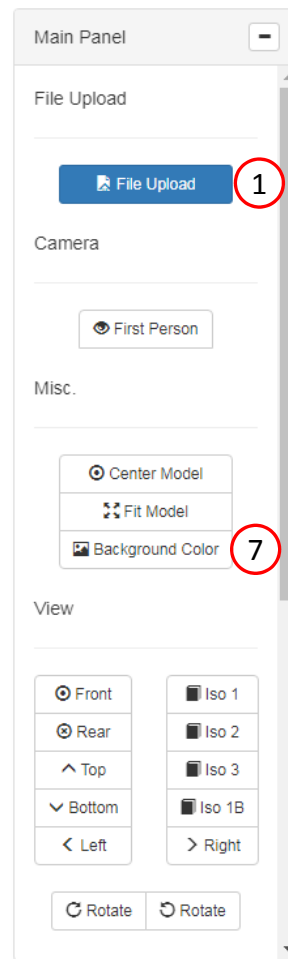 Main Panel
File Upload
File Upload
1
Camera
First Person
Misc.
Center Model
Fit Model
Background Color
7
View
Front
Iso 1
Rear
Iso 2
Top
Iso 3
Bottom
Iso 1B
Left
Right
Rotate
Rotate